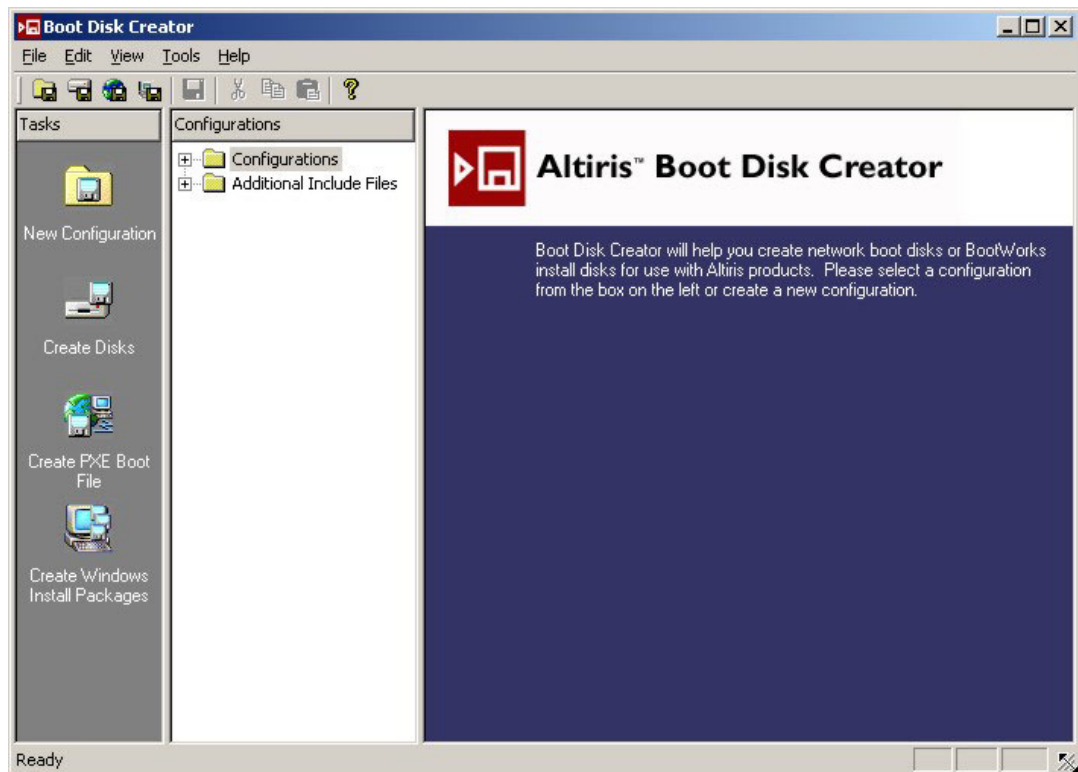 Boot Disk Creator
File Edit View Tools Help
Tasks
New Configuration
Create Disks
Create PXE Boot
File
Create Windows
Install Packages
Configurations
Configurations
Additional Include Files
Altiris™ Boot Disk Creator
Boot Disk Creator will help you create network boot disks or BootWorks
install disks for use with Altiris products. Please select a configuration
from the box on the left or create a new configuration.
Ready